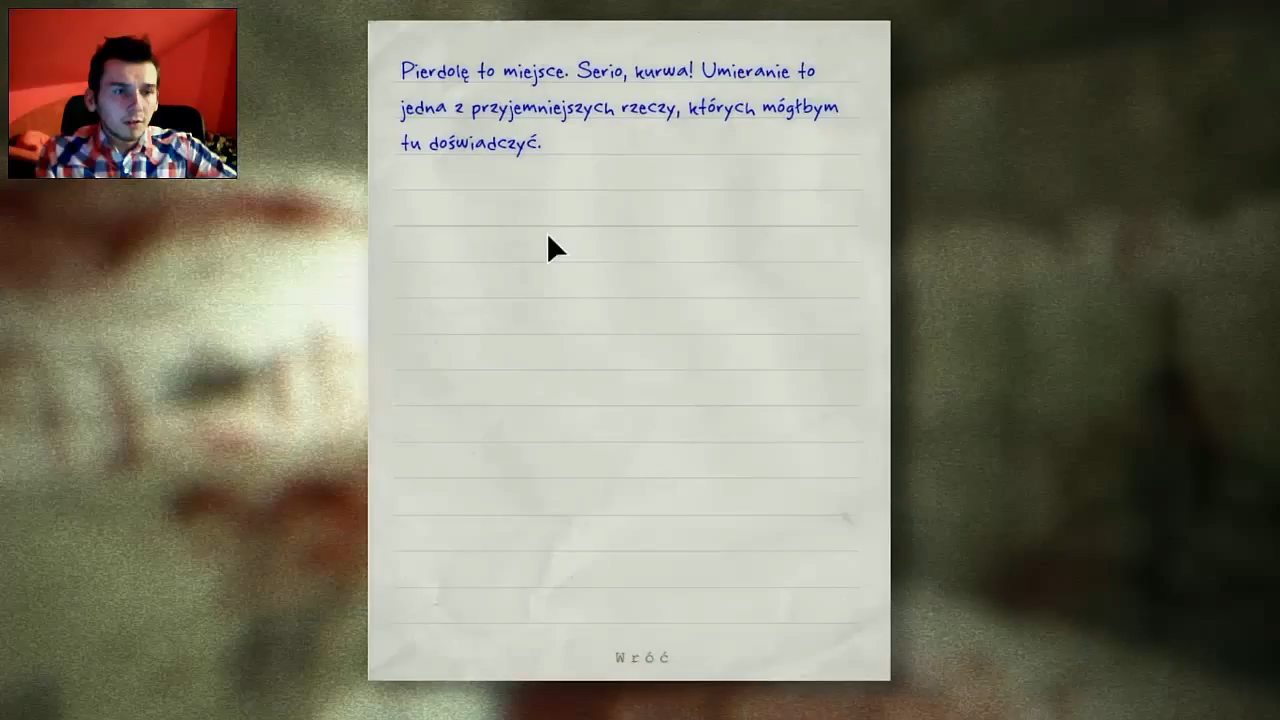 Pierdolę to miejsce. Serio, kurwa! Umieranie to
jedna z przyjemniejszych rzeczy, których mógłbym
tu doświadczyć.
Wróć